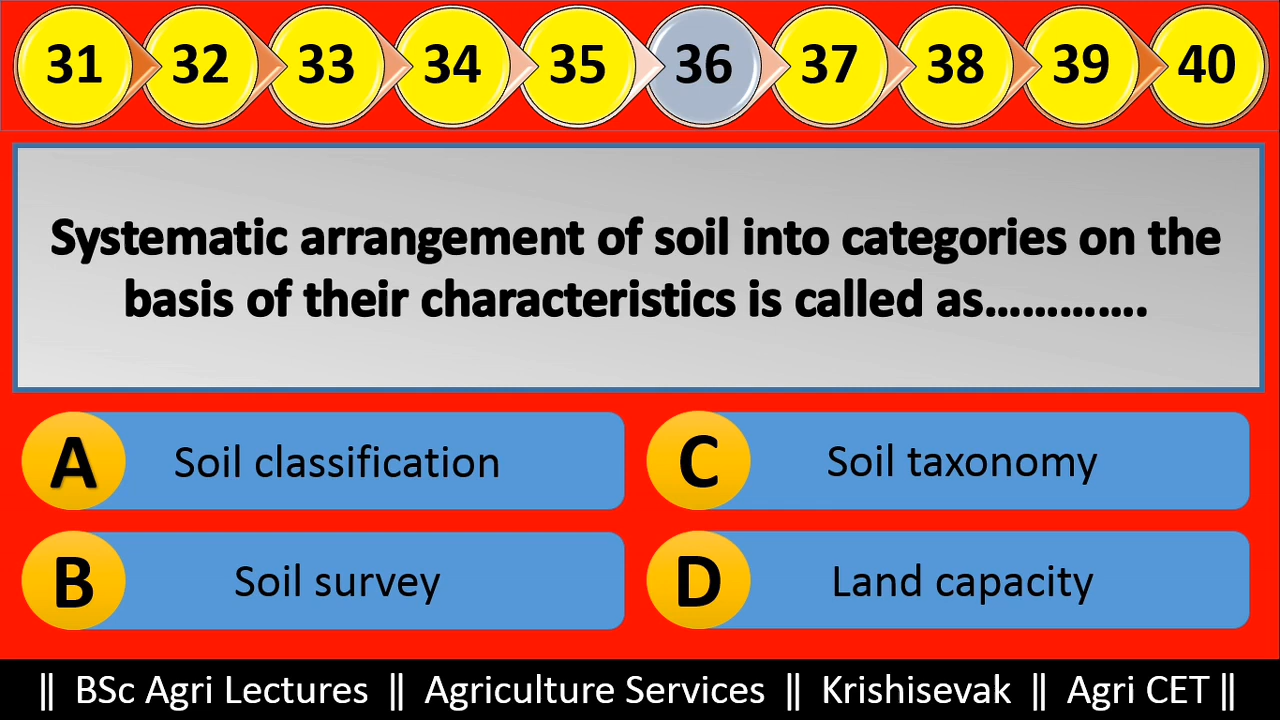 31 32 33 34 35 36 37 38 39 40
Systematic arrangement of soil into categories on the
basis of their characteristics is called as.............
A Soil classification
C Soil taxonomy
B Soil survey
D Land capacity
|| BSc Agri Lectures || Agriculture Services || Krishisevak || Agri CET ||